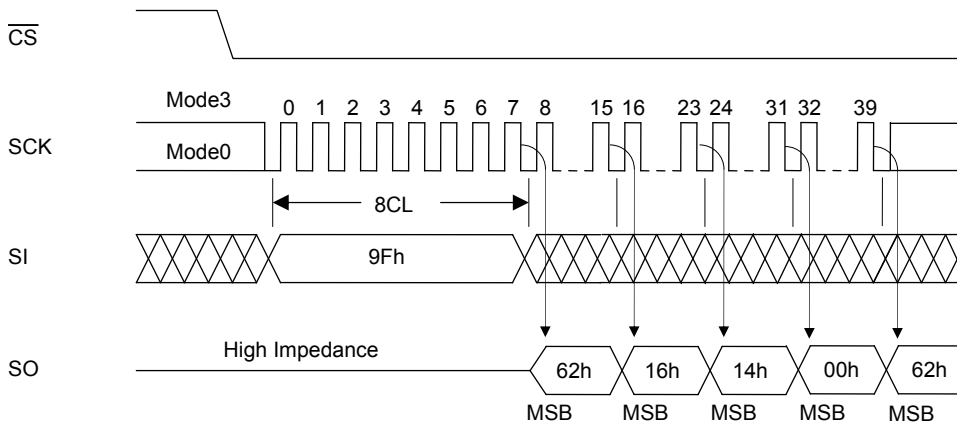 CS
Mode3
0 1 2 3 4 5 6 7 8 15 16 23 24 31 32 39
SCK
Mode0
8CL
SI
9Fh
High Impedance
SO
62h 16h 14h 00h 62h
MSB MSB MSB MSB MSB